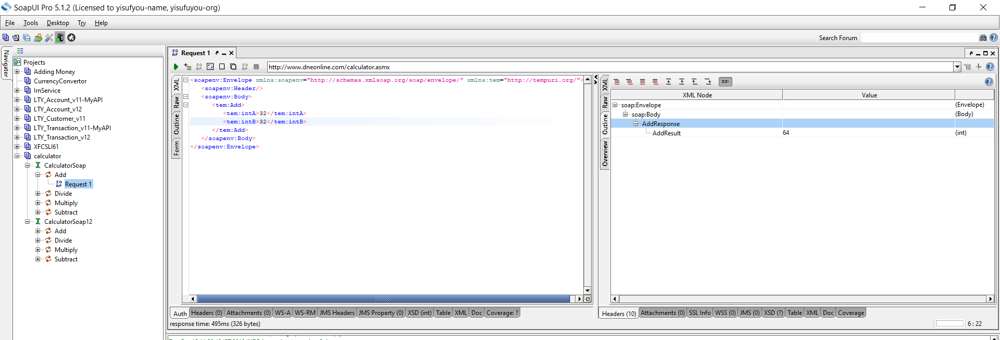 SoapUI Pro 5.1.2 (Licensed to yisufyou-name, yisufuyou-org)
File Tools Desktop Try Help
Search Forum
Navigator
Projects
Adding Money
CurrencyConvertor
IrnService
LTY_Account_v11-MyAPI
LTY_Account_v12
LTY_Customer_v11
LTY_Transaction_v11-MyAPI
LTY_Transaction_v12
XFCSLI61
calculator
CalculatorSoap
Add
Request 1
Divide
Multiply
Subtract
CalculatorSoap12
Add
Divide
Multiply
Subtract
Request 1
http://www.dneonline.com/calculator.asmx
XML
Raw
Outline
Form
<soapenv:Envelope xmlns:soapenv="http://schemas.xmlsoap.org/soap/envelope/" xmlns:tem="http://tempuri.org/">
<soapenv:Header/>
<soapenv:Body>
<tem:Add>
<tem:intA>32</tem:intA>
<tem:intB>32</tem:intB>
</tem:Add>
</soapenv:Body>
</soapenv:Envelope>
Auth Headers (0) Attachments (0) WS-A WS-RM JMS Headers JMS Property (0) XSD (int) Table XML Doc Coverage: ?
response time: 495ms (326 bytes)
XML
Raw
Outline
Overview
XS:
XML Node Value
soap:Envelope (Envelope)
soap:Body (Body)
AddResponse
AddResult 64 (int)
Headers (10) Attachments (0) SSL Info WSS (0) JMS (0) XSD (?) Table XML Doc Coverage
6 : 22